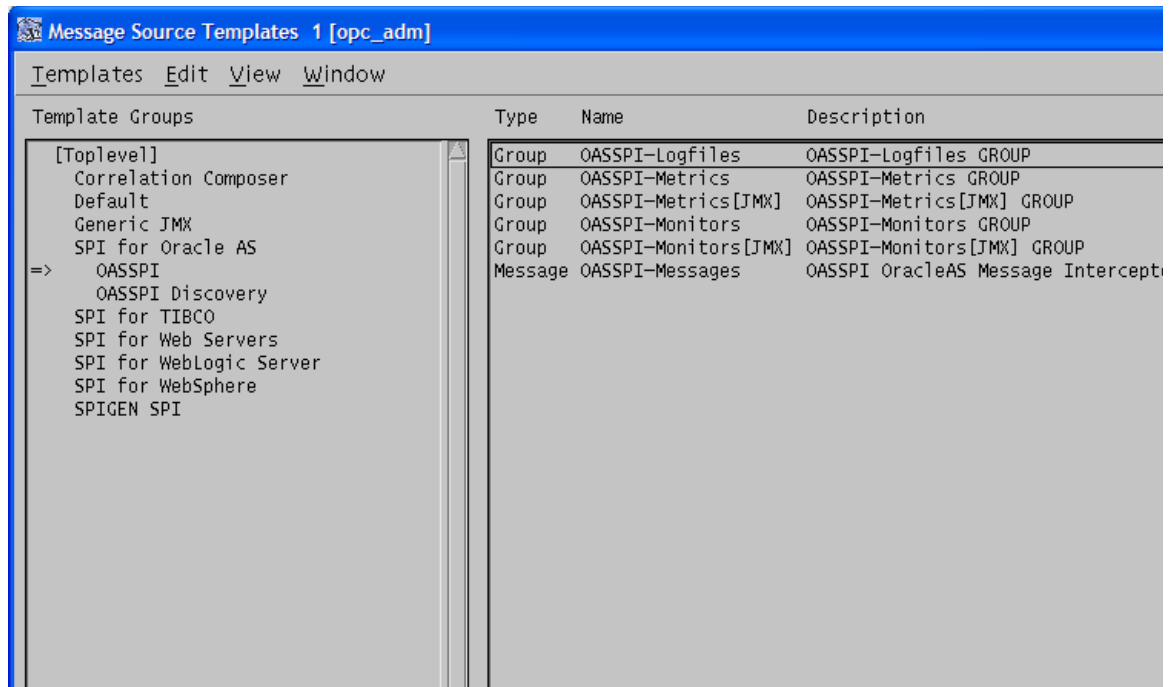 Message Source Templates 1 [opc_adm]
Templates Edit View Window
Template Groups
[Toplevel]
Correlation Composer
Default
Generic JMX
SPI for Oracle AS
=> OASSPI
OASSPI Discovery
SPI for TIBCO
SPI for Web Servers
SPI for WebLogic Server
SPI for WebSphere
SPIGEN SPI
Type Name Description
Group OASSPI-Logfiles OASSPI-Logfiles GROUP
Group OASSPI-Metrics OASSPI-Metrics GROUP
Group OASSPI-Metrics[JMX] OASSPI-Metrics[JMX] GROUP
Group OASSPI-Monitors OASSPI-Monitors GROUP
Group OASSPI-Monitors[JMX] OASSPI-Monitors[JMX] GROUP
Message OASSPI-Messages OASSPI OracleAS Message